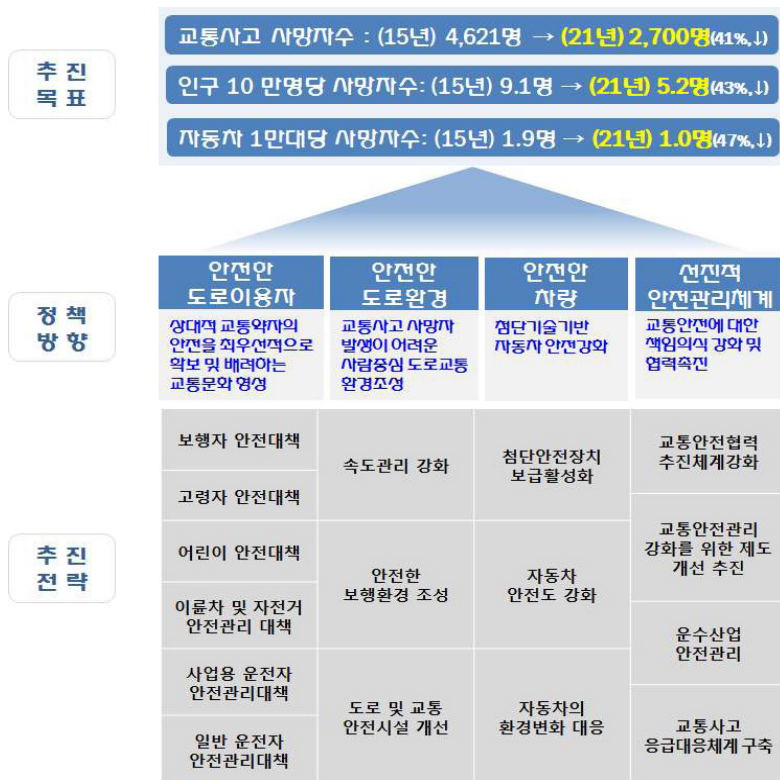 추 진
목 표
교통사고 사망자수 : (15년) 4,621명 → (21년) 2,700명(41%,↓)
인구 10 만명당 사망자수: (15년) 9.1명 → (21년) 5.2명(43%,↓)
자동차 1만대당 사망자수: (15년) 1.9명 → (21년) 1.0명(47%,↓)
정 책
방 향
안전한
도로이용자
상대적 교통약자의
안전을 최우선적으로
확보 및 배려하는
교통문화 형성
안전한
도로환경
교통사고 사망자
발생이 어려운
사람중심 도로교통
환경조성
안전한
차량
첨단기술기반
자동차 안전강화
선진적
안전관리체계
교통안전에 대한
책임의식 강화 및
협력촉진
추 진
전 략
보행자 안전대책
고령자 안전대책
어린이 안전대책
이륜차 및 자전거
안전관리 대책
사업용 운전자
안전관리대책
일반 운전자
안전관리대책
속도관리 강화
안전한
보행환경 조성
도로 및 교통
안전시설 개선
첨단안전장치
보급활성화
자동차
안전도 강화
자동차의
환경변화 대응
교통안전협력
추진체계강화
교통안전관리
강화를 위한 제도
개선 추진
운수산업
안전관리
교통사고
응급대응체계 구축